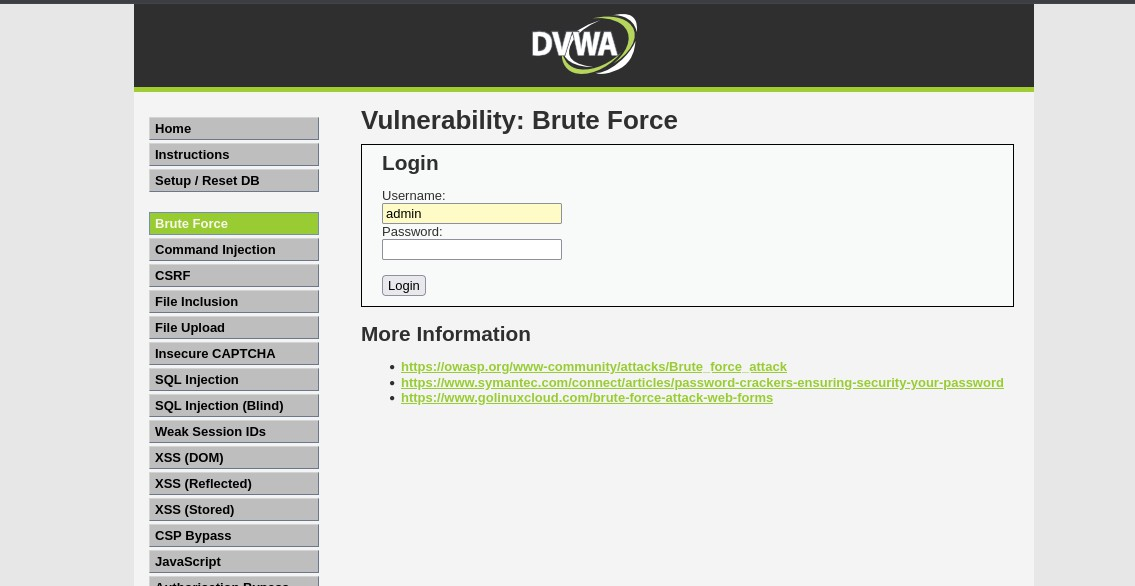 DVWA
Home
Instructions
Setup / Reset DB
Brute Force
Command Injection
CSRF
File Inclusion
File Upload
Insecure CAPTCHA
SQL Injection
SQL Injection (Blind)
Weak Session IDs
XSS (DOM)
XSS (Reflected)
XSS (Stored)
CSP Bypass
JavaScript
Authorisation Bypass
Vulnerability: Brute Force
Login
Username:
admin
Password:
Login
More Information
https://owasp.org/www-community/attacks/Brute_force_attack
https://www.symantec.com/connect/articles/password-crackers-ensuring-security-your-password
https://www.golinuxcloud.com/brute-force-attack-web-forms